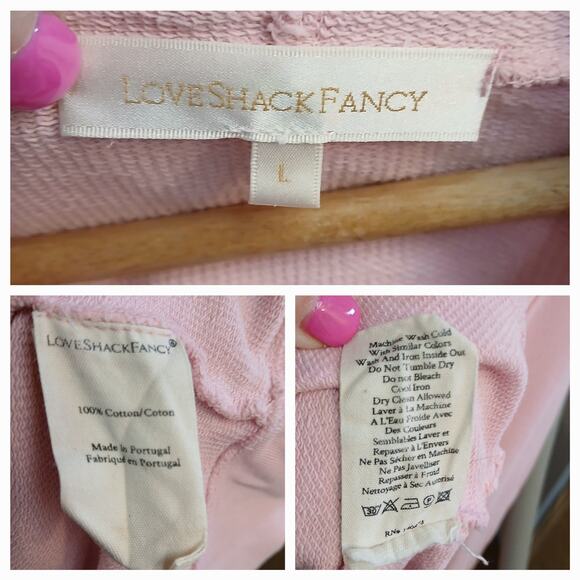 LOVESHACKFANCY
L
LOVESHACKFANCY®
100% Cotton/Coton
Made in Portugal
Fabriqué en Portugal
Machine Wash Cold
With Similar Colors
Wash And Iron Inside Out
Do Not Tumble Dry
Do not Bleach
Cool Iron
Dry Clean Allowed
Laver à La Machine
A L'Eau Froide Avec
Des Couleurs
Semblables Laver et
Repasser à L'Envers
Ne Pas Sècher en Machine
Ne Pas Javelliser
Repasser à Froid
Nettoyage à Sec Autorisé
30
P